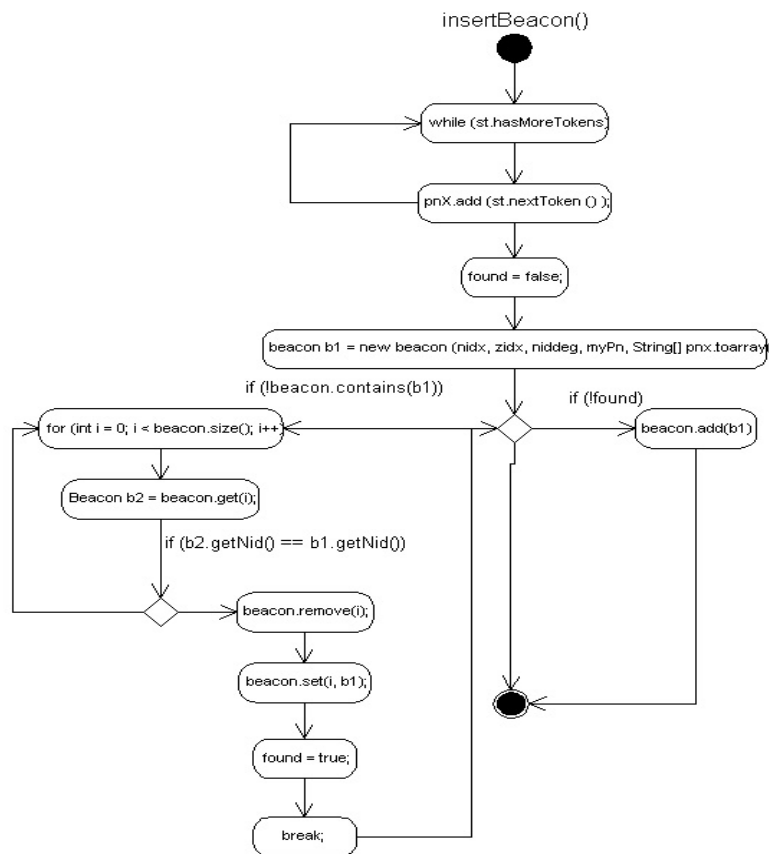 insertBeacon()
while (st.hasMoreTokens)
pnX.add (st.nextToken () );
found = false;
beacon b1 = new beacon (nidx, zidx, niddeg, myPn, String[] pnx.toarray(
if (!beacon.contains(b1))
if (!found)
for (int i = 0; i < beacon.size(); i++)
beacon.add(b1)
Beacon b2 = beacon.get(i);
if (b2.getNid() == b1.getNid())
beacon.remove(i);
beacon.set(i, b1);
found = true;
break;